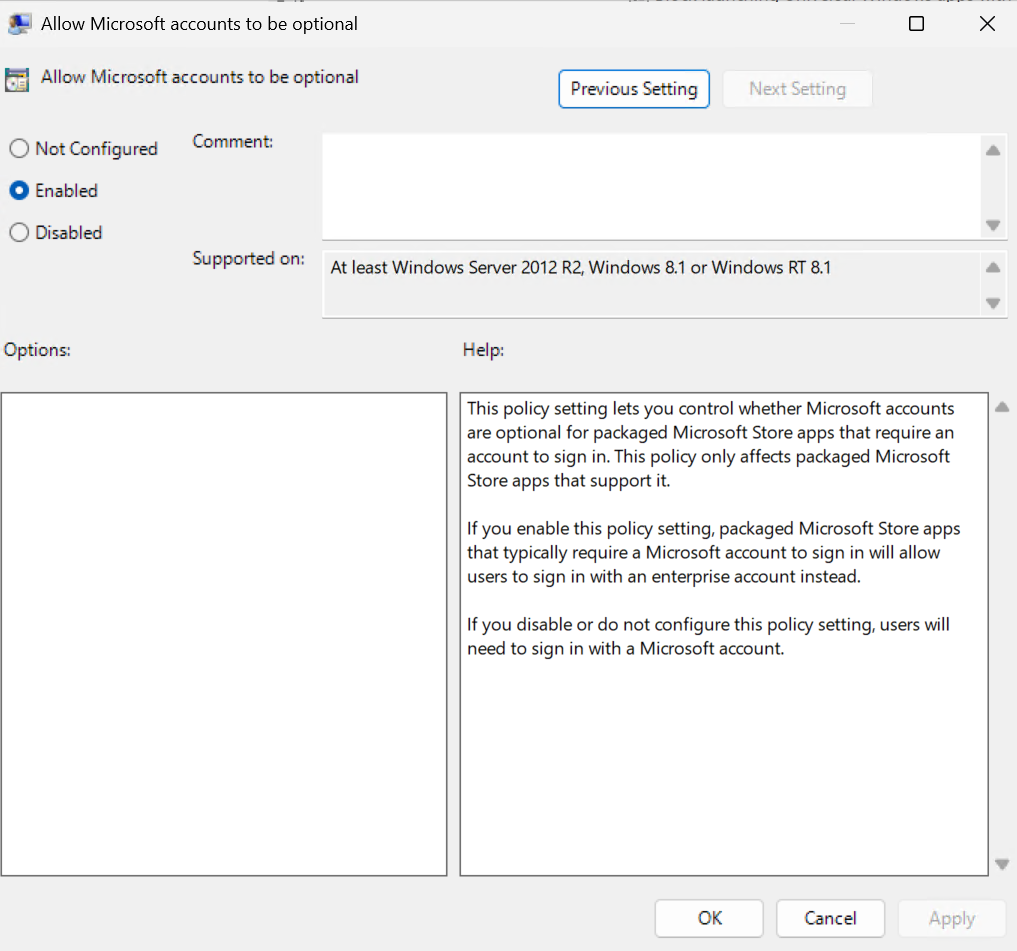 Allow Microsoft accounts to be optional
Allow Microsoft accounts to be optional
Previous Setting
Next Setting
Not Configured
Enabled
Disabled
Comment:
Supported on:
At least Windows Server 2012 R2, Windows 8.1 or Windows RT 8.1
Options:
Help:
This policy setting lets you control whether Microsoft accounts
are optional for packaged Microsoft Store apps that require an
account to sign in. This policy only affects packaged Microsoft
Store apps that support it.
If you enable this policy setting, packaged Microsoft Store apps
that typically require a Microsoft account to sign in will allow
users to sign in with an enterprise account instead.
If you disable or do not configure this policy setting, users will
need to sign in with a Microsoft account.
OK
Cancel
Apply